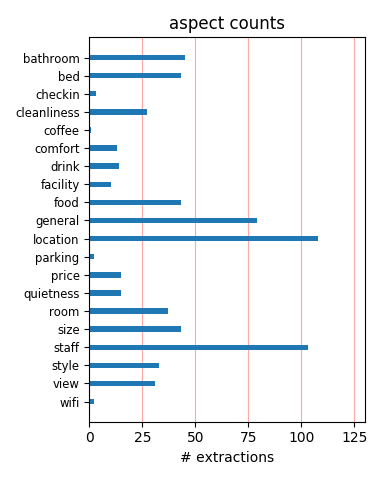 aspect counts
bathroom
bed
checkin
cleanliness
coffee
comfort
drink
facility
food
general
location
parking
price
quietness
room
size
staff
style
view
wifi
0 25 50 75 100 125
# extractions